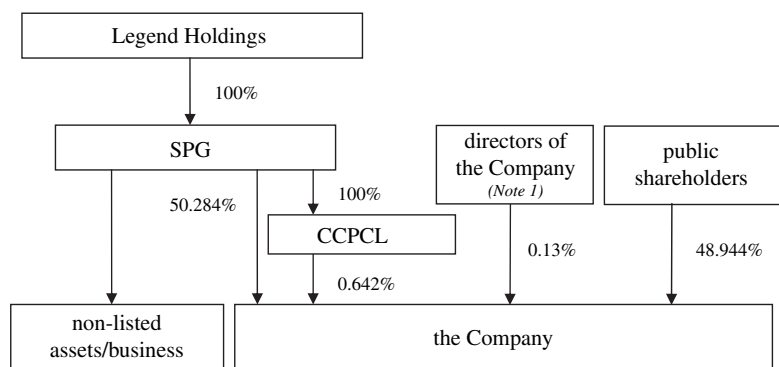 Legend Holdings
100%
SPG
directors of
the Company
(Note 1)
public
shareholders
50.284%
100%
CCPCL
0.13%
48.944%
0.642%
non-listed
assets/business
the Company